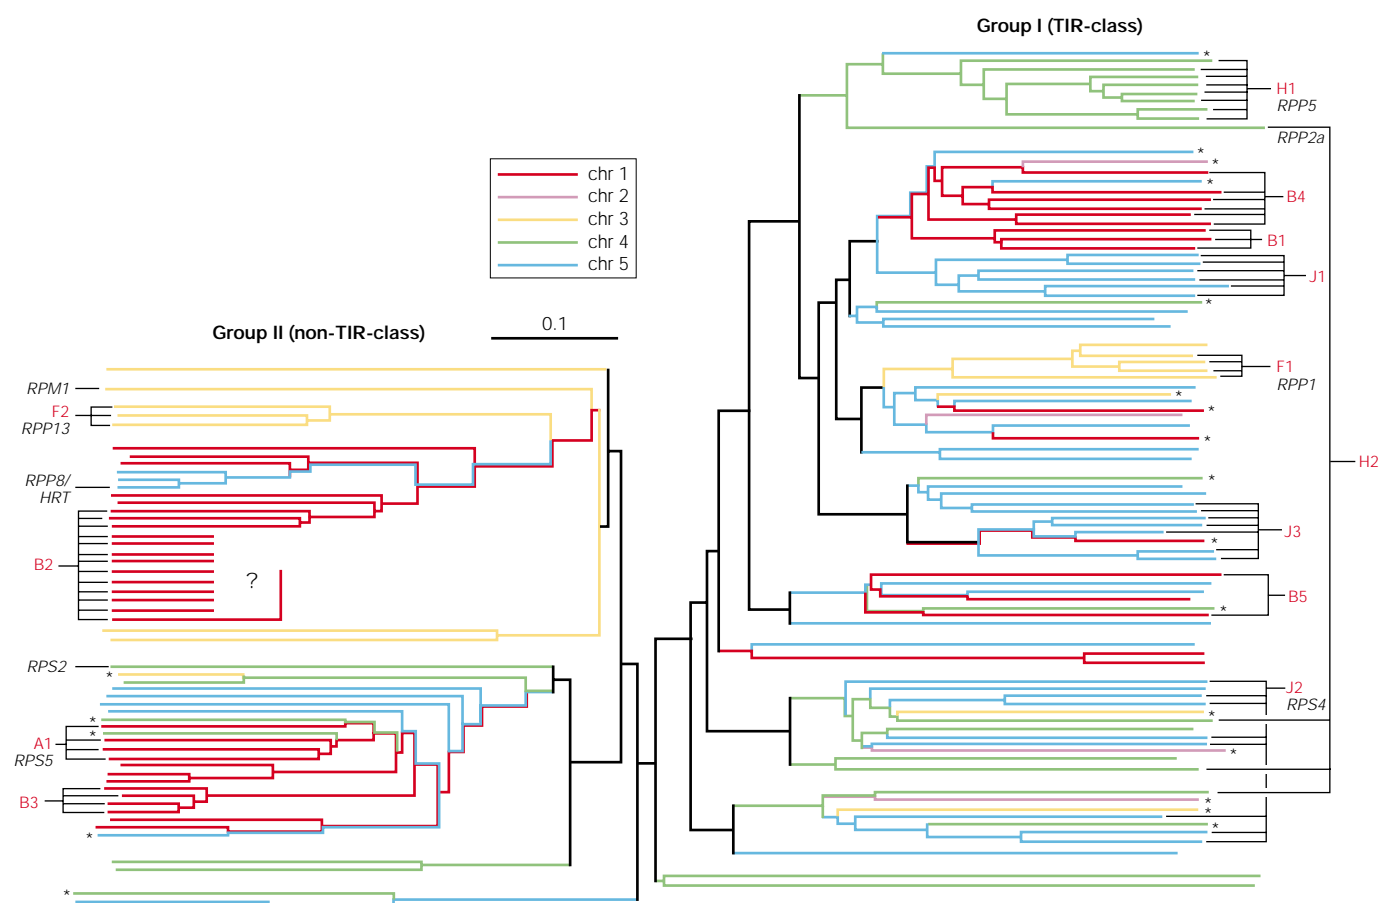 Group I (TIR-class)
*
H1
RPP5
RPP2a
*
*
*
B4
B1
J1
*
chr 1
chr 2
chr 3
chr 4
chr 5
0.1
Group II (non-TIR-class)
RPM1
F2
RPP13
RPP8/
HRT
B2
?
RPS2
*
*
*
A1
RPS5
B3
*
*
F1
RPP1
*
*
*
H2
*
J3
*
B5
*
J2
RPS4
*
*
*
*
*